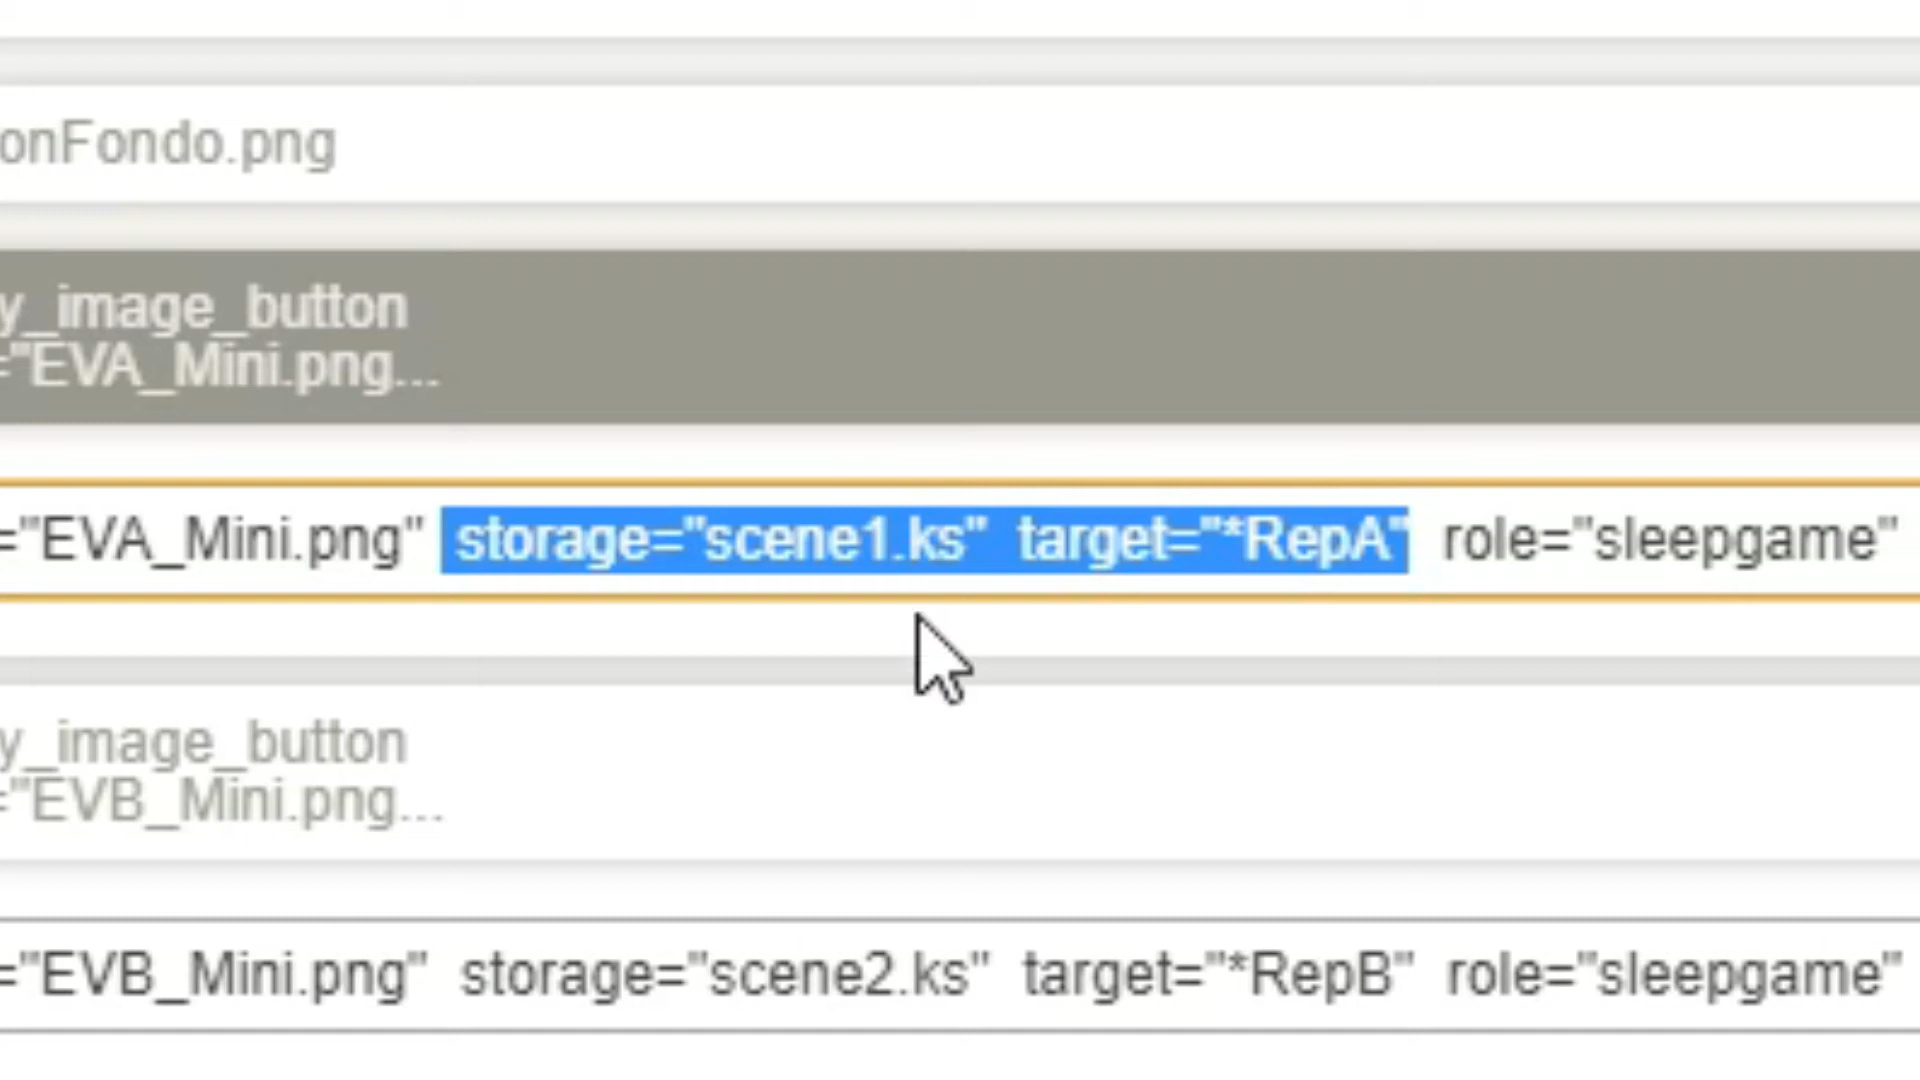 onFondo.png
y_image_button
="EVA_Mini.png...
="EVA_Mini.png" storage="scene1.ks" target="*RepA" role="sleepgame"
y_image_button
="EVB_Mini.png...
="EVB_Mini.png" storage="scene2.ks" target="*RepB" role="sleepgame"